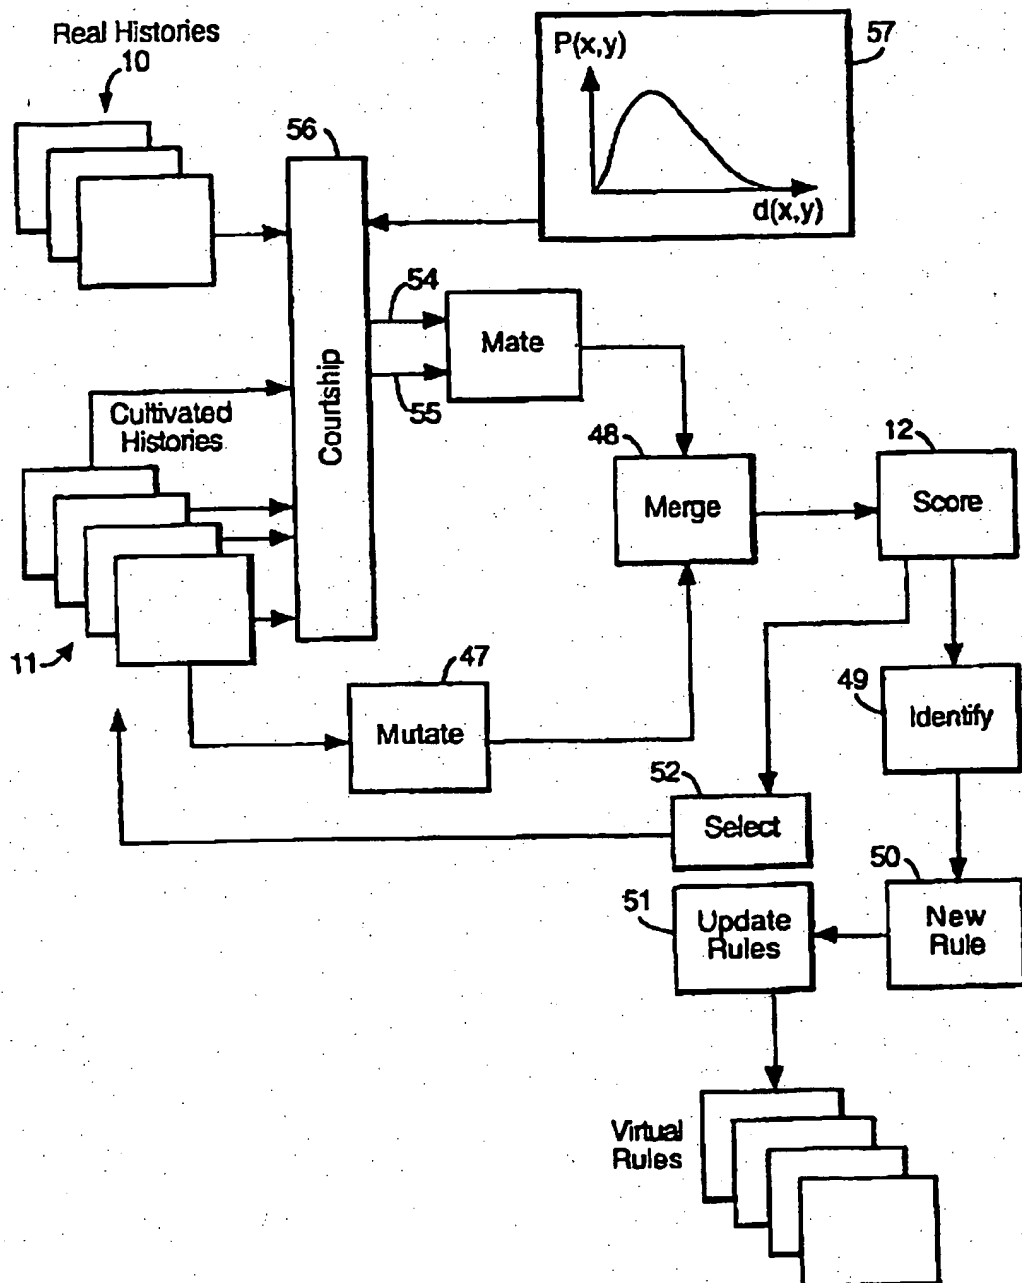 Real Histories
10
57
P(x,y)
d(x,y)
56
Courtship
54
55
Mate
Cultivated
Histories
11
48
Merge
12
Score
47
Mutate
49
Identify
52
Select
50
New
Rule
51
Update
Rules
Virtual
Rules